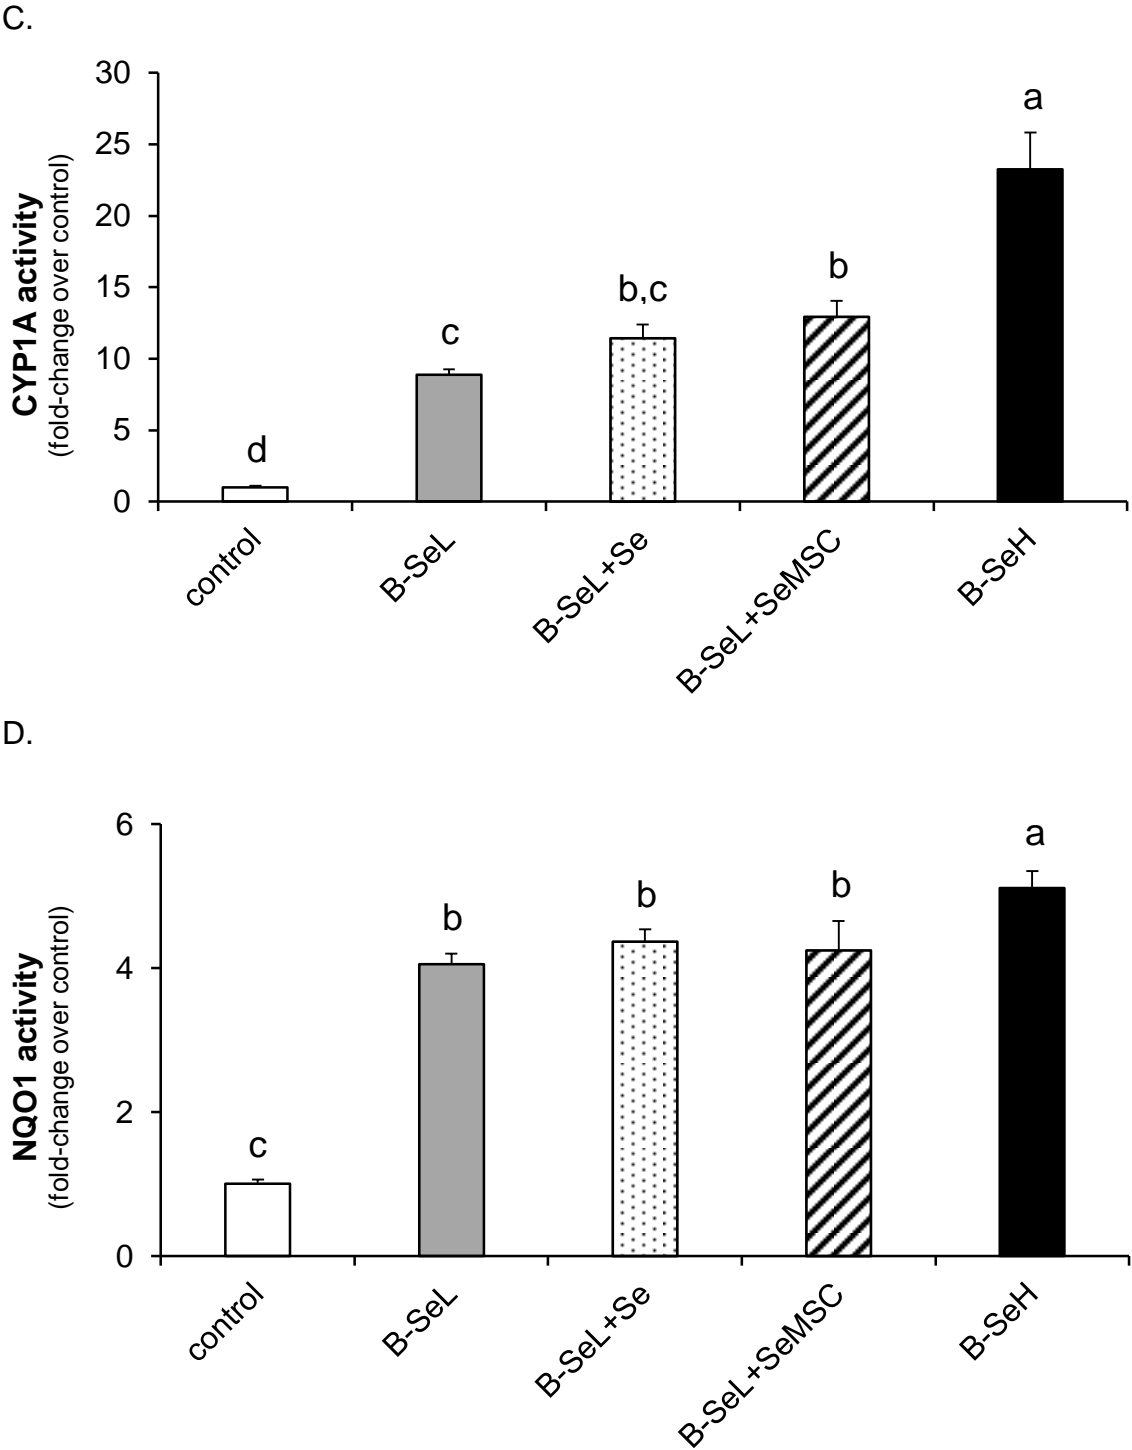 C.
CYP1A activity
(fold-change over control)
30
25
20
15
10
5
0
d
c
b,c
b
a
control
B-SeL
B-SeL+Se
B-SeL+SeMSC
B-SeH
D.
NQO1 activity
(fold-change over control)
6
4
2
0
c
b
b
b
a
control
B-SeL
B-SeL+Se
B-SeL+SeMSC
B-SeH